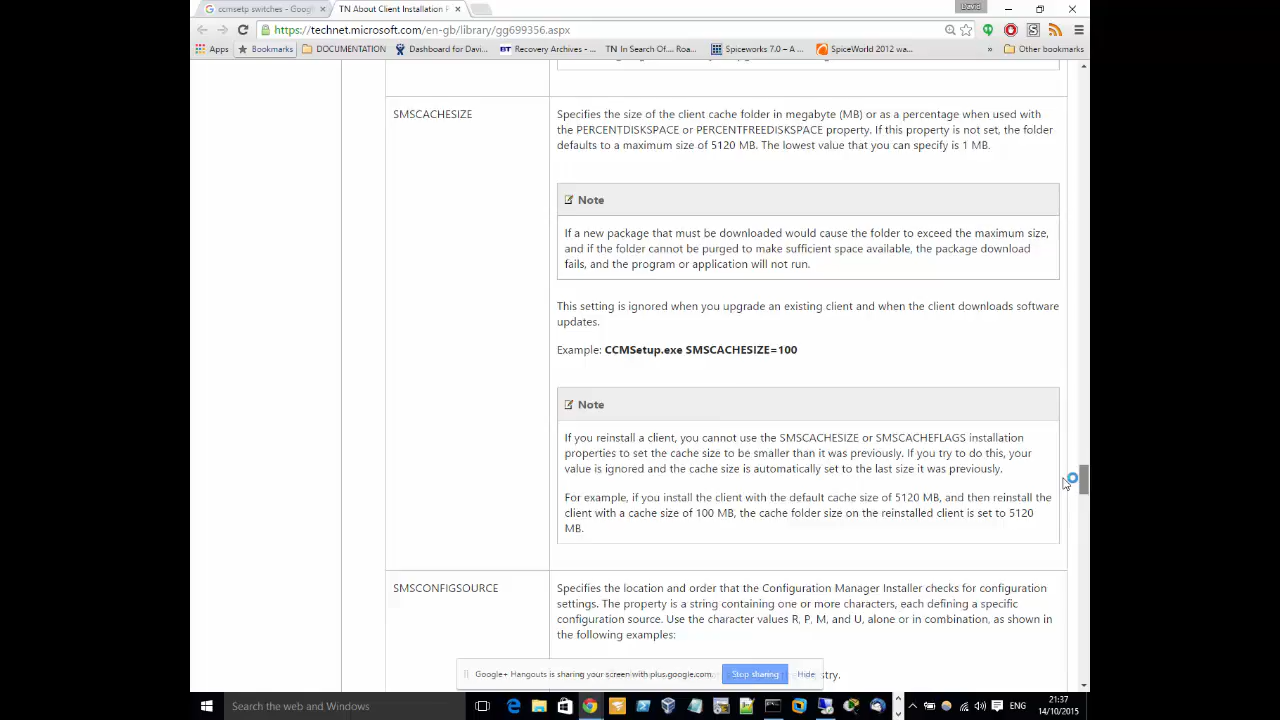 ccmsetp switches - Googl
TN About Client Installation P
David
https://technet.microsoft.com/en-gb/library/gg699356.aspx
Apps
Bookmarks
DOCUMENTATION
Dashboard for Davi...
BT Recovery Archives - ...
TN In Search Of... Roa...
Spiceworks 7.0 – A ...
SpiceWorld 2012 wa...
»
Other bookmarks
SMSCACHESIZE
Specifies the size of the client cache folder in megabyte (MB) or as a percentage when used with
the PERCENTDISKSPACE or PERCENTFREEDISKSPACE property. If this property is not set, the folder
defaults to a maximum size of 5120 MB. The lowest value that you can specify is 1 MB.
Note
If a new package that must be downloaded would cause the folder to exceed the maximum size,
and if the folder cannot be purged to make sufficient space available, the package download
fails, and the program or application will not run.
This setting is ignored when you upgrade an existing client and when the client downloads software
updates.
Example: CCMSetup.exe SMSCACHESIZE=100
Note
If you reinstall a client, you cannot use the SMSCACHESIZE or SMSCACHEFLAGS installation
properties to set the cache size to be smaller than it was previously. If you try to do this, your
value is ignored and the cache size is automatically set to the last size it was previously.
For example, if you install the client with the default cache size of 5120 MB, and then reinstall the
client with a cache size of 100 MB, the cache folder size on the reinstalled client is set to 5120
MB.
SMSCONFIGSOURCE
Specifies the location and order that the Configuration Manager Installer checks for configuration
settings. The property is a string containing one or more characters, each defining a specific
configuration source. Use the character values R, P, M, and U, alone or in combination, as shown in
the following examples:
Google+ Hangouts is sharing your screen with plus.google.com.
Stop sharing
Hide
stry.
Search the web and Windows
ENG
21:37
14/10/2015